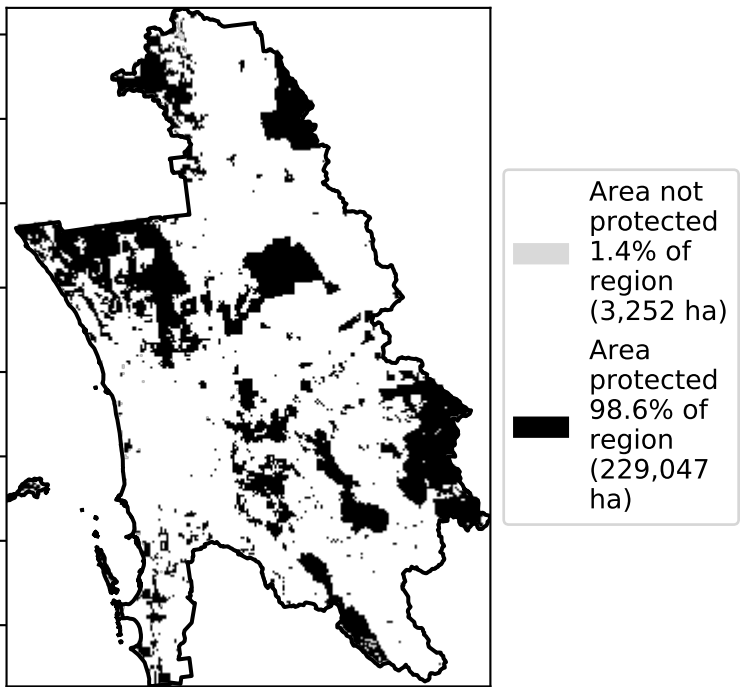 Area not
protected
1.4% of
region
(3,252 ha)
Area
protected
98.6% of
region
(229,047
ha)